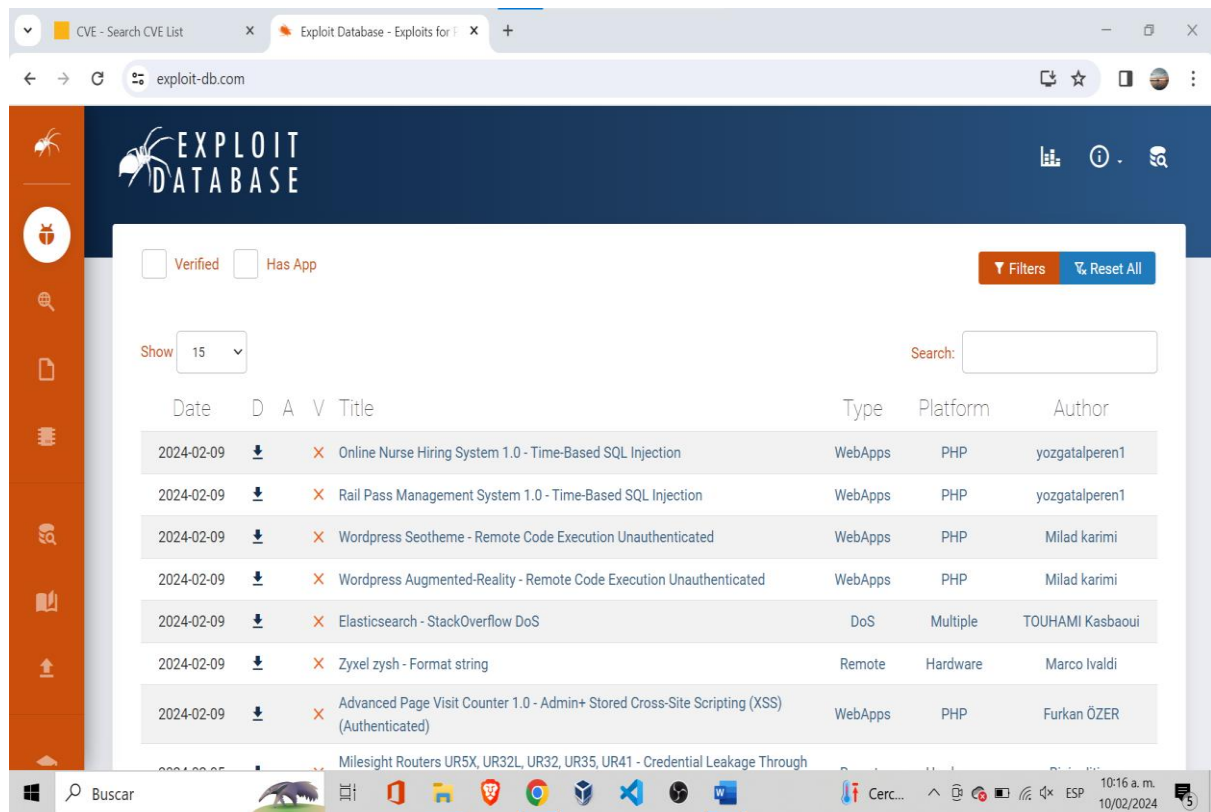 CVE - Search CVE List
Exploit Database - Exploits for
exploit-db.com
EXPLOIT
DATABASE
Verified Has App
Filters Reset All
Show 15 Search:
Date D A V Title Type Platform Author
2024-02-09 Online Nurse Hiring System 1.0 - Time-Based SQL Injection WebApps PHP yozgatalperen1
2024-02-09 Rail Pass Management System 1.0 - Time-Based SQL Injection WebApps PHP yozgatalperen1
2024-02-09 Wordpress Seotheme - Remote Code Execution Unauthenticated WebApps PHP Milad karimi
2024-02-09 Wordpress Augmented-Reality - Remote Code Execution Unauthenticated WebApps PHP Milad karimi
2024-02-09 Elasticsearch - StackOverflow DoS DoS Multiple TOUHAMI Kasbaoui
2024-02-09 Zyxel zysh - Format string Remote Hardware Marco Ivaldi
2024-02-09 Advanced Page Visit Counter 1.0 - Admin+ Stored Cross-Site Scripting (XSS)
(Authenticated) WebApps PHP Furkan ÖZER
Milesight Routers UR5X, UR32L, UR32, UR35, UR41 - Credential Leakage Through
Buscar Cerc... ESP 10:16 a. m.
10/02/2024 5